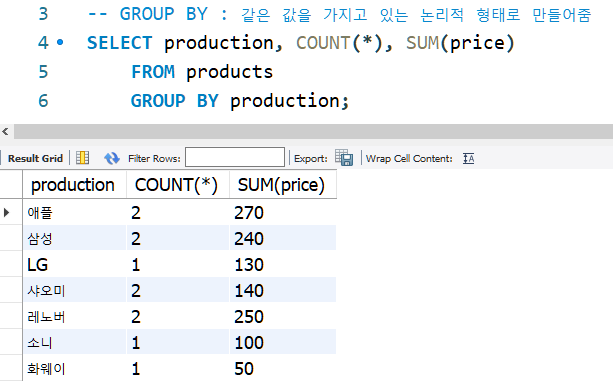 3 -- GROUP BY : 같은 값을 가지고 있는 논리적 형태로 만들어줌
4 SELECT production, COUNT(*), SUM(price)
5 FROM products
6 GROUP BY production;
Result Grid Filter Rows: Export: Wrap Cell Content:
production COUNT(*) SUM(price)
애플 2 270
삼성 2 240
LG 1 130
샤오미 2 140
레노버 2 250
소니 1 100
화웨이 1 50